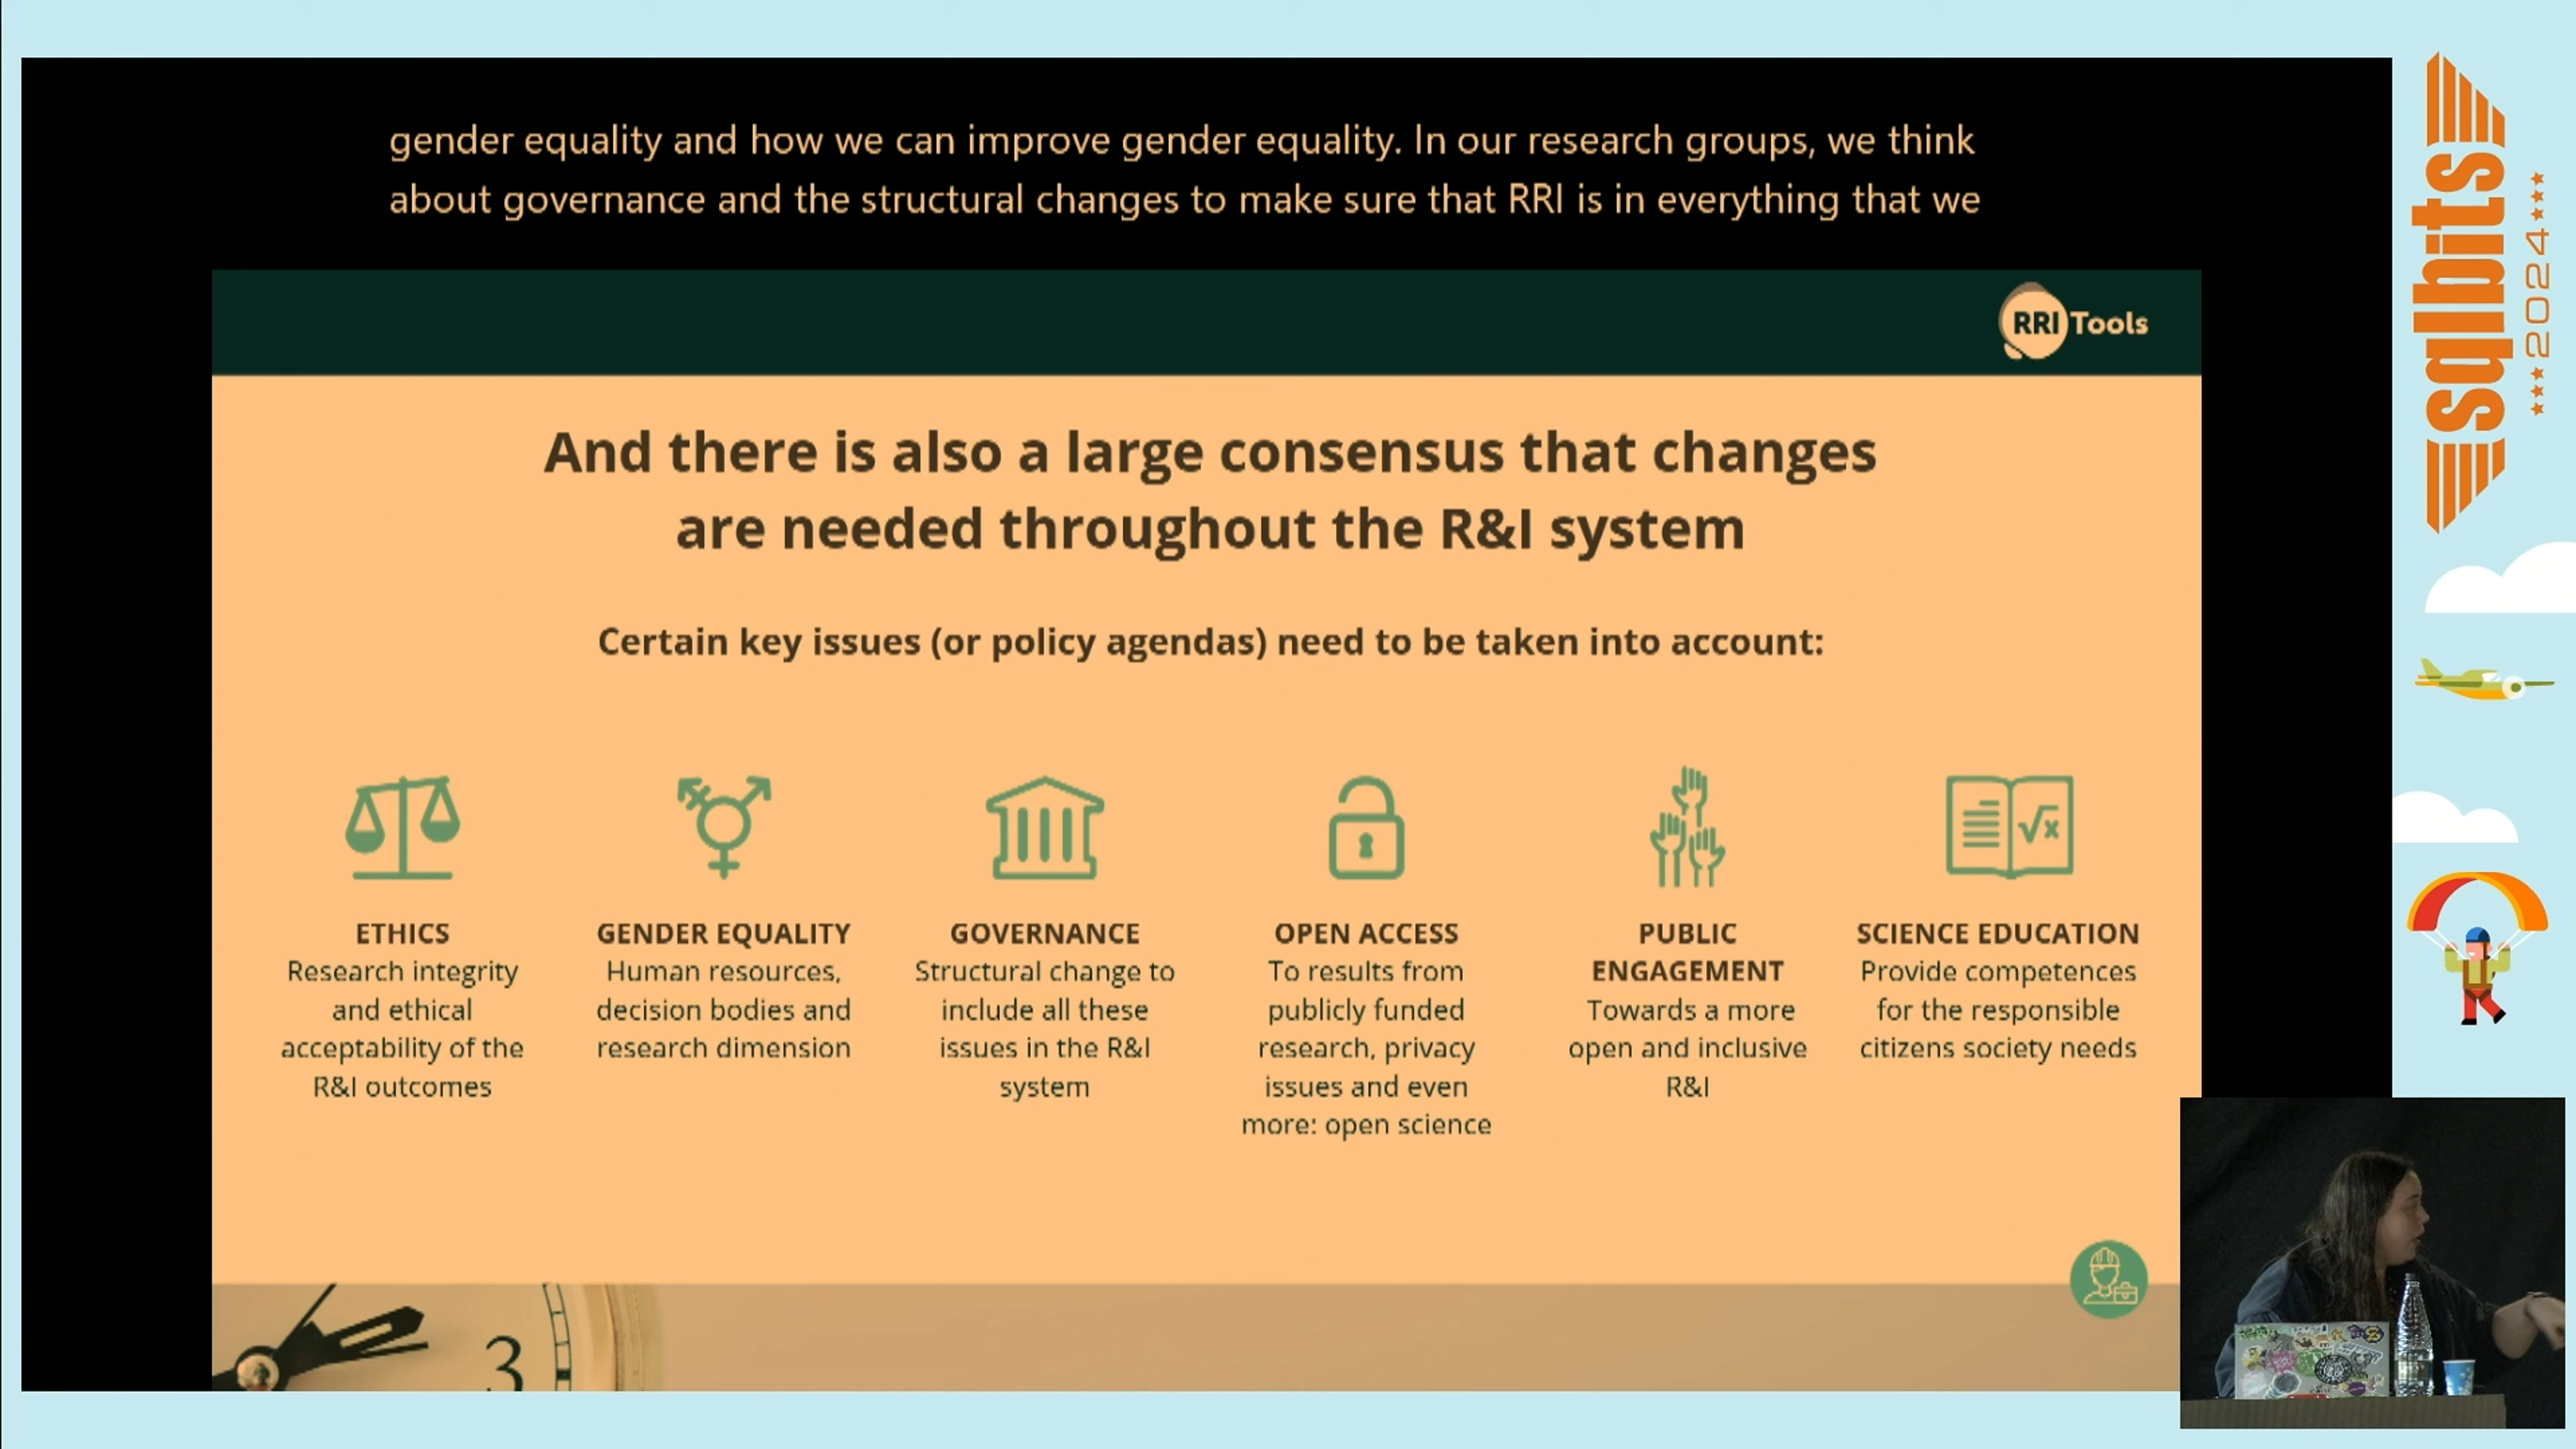 gender equality and how we can improve gender equality. In our research groups, we think
about governance and the structural changes to make sure that RRI is in everything that we
RRI Tools
And there is also a large consensus that changes
are needed throughout the R&I system
Certain key issues (or policy agendas) need to be taken into account:
ETHICS
Research integrity
and ethical
acceptability of the
R&I outcomes
GENDER EQUALITY
Human resources,
decision bodies and
research dimension
GOVERNANCE
Structural change to
include all these
issues in the R&I
system
OPEN ACCESS
To results from
publicly funded
research, privacy
issues and even
more: open science
PUBLIC
ENGAGEMENT
Towards a more
open and inclusive
R&I
SCIENCE EDUCATION
Provide competences
for the responsible
citizens society needs
√x
3
sqlbits
2024